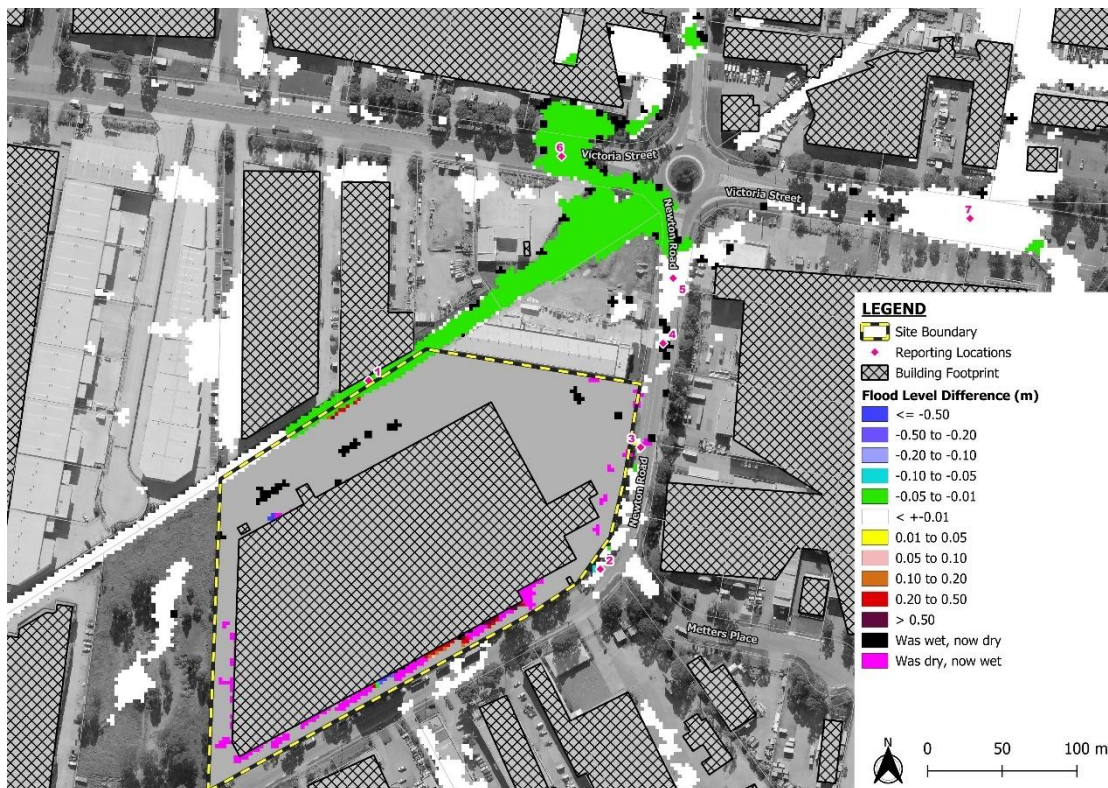 6
Victoria Street
Victoria Street
7
Newton Road
5
4
1
3
Newton Road
2
Metters Place
LEGEND
Site Boundary
Reporting Locations
Building Footprint
Flood Level Difference (m)
<= -0.50
-0.50 to -0.20
-0.20 to -0.10
-0.10 to -0.05
-0.05 to -0.01
< +-0.01
0.01 to 0.05
0.05 to 0.10
0.10 to 0.20
0.20 to 0.50
> 0.50
Was wet, now dry
Was dry, now wet
N
0 50 100 m